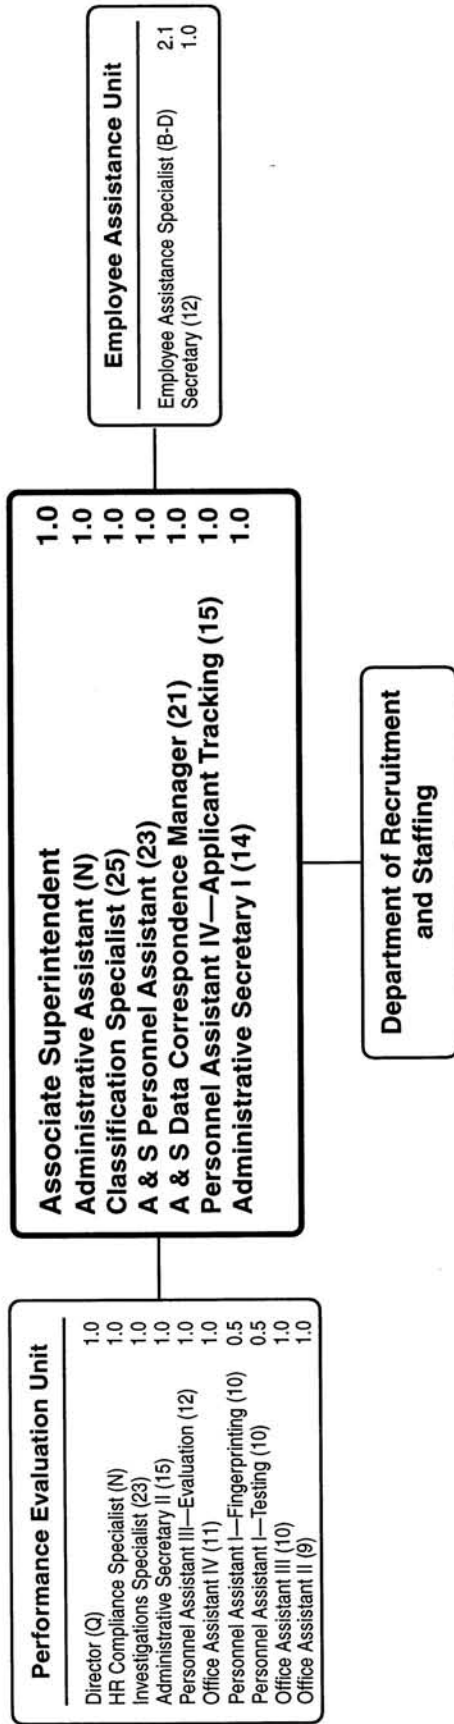 Performance Evaluation Unit
Director (Q) 1.0
HR Compliance Specialist (N) 1.0
Investigations Specialist (23) 1.0
Administrative Secretary II (15) 1.0
Personnel Assistant III—Evaluation (12) 1.0
Office Assistant IV (11) 1.0
Personnel Assistant I—Fingerprinting (10) 0.5
Personnel Assistant I—Testing (10) 0.5
Office Assistant III (10) 1.0
Office Assistant II (9) 1.0
Associate Superintendent 1.0
Administrative Assistant (N) 1.0
Classification Specialist (25) 1.0
A & S Personnel Assistant (23) 1.0
A & S Data Correspondence Manager (21) 1.0
Personnel Assistant IV—Applicant Tracking (15) 1.0
Administrative Secretary I (14) 1.0
Employee Assistance Unit
Employee Assistance Specialist (B-D) 2.1
Secretary (12) 1.0
Department of Recruitment
and Staffing